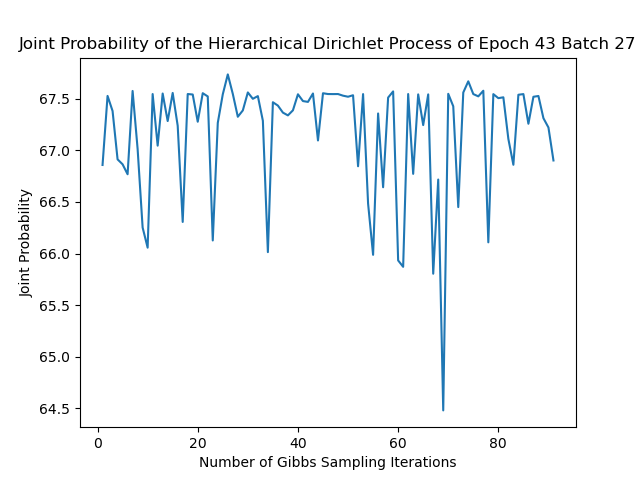 Joint Probability of the Hierarchical Dirichlet Process of Epoch 43 Batch 27
67.5
67.0
66.5
66.0
65.5
65.0
64.5
Joint Probability
0 20 40 60 80
Number of Gibbs Sampling Iterations